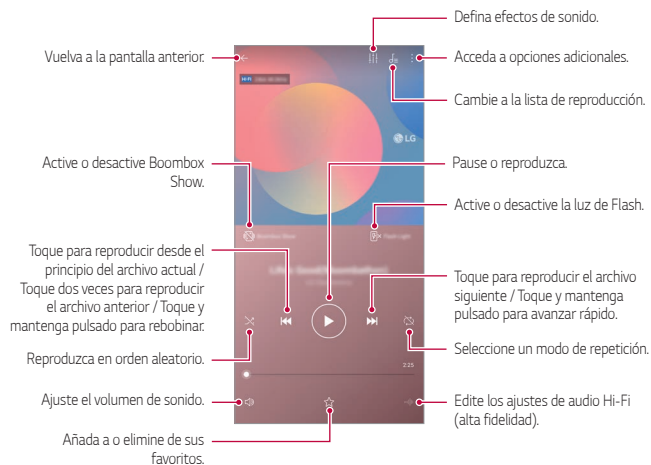 Defina efectos de sonido.
Vuelva a la pantalla anterior.
Acceda a opciones adicionales.
Cambie a la lista de reproducción.
LG
Active o desactive Boombox
Show.
Pause o reproduzca.
Active o desactive la luz de Flash.
Boombox Show
Flash Light
Toque para reproducir desde el
principio del archivo actual /
Toque dos veces para reproducir
el archivo anterior / Toque y
mantenga pulsado para rebobinar.
Toque para reproducir el archivo
siguiente / Toque y mantenga
pulsado para avanzar rápido.
Reproduzca en orden aleatorio.
Seleccione un modo de repetición.
2:25
Ajuste el volumen de sonido.
Edite los ajustes de audio Hi-Fi
(alta fidelidad).
Añada a o elimine de sus
favoritos.